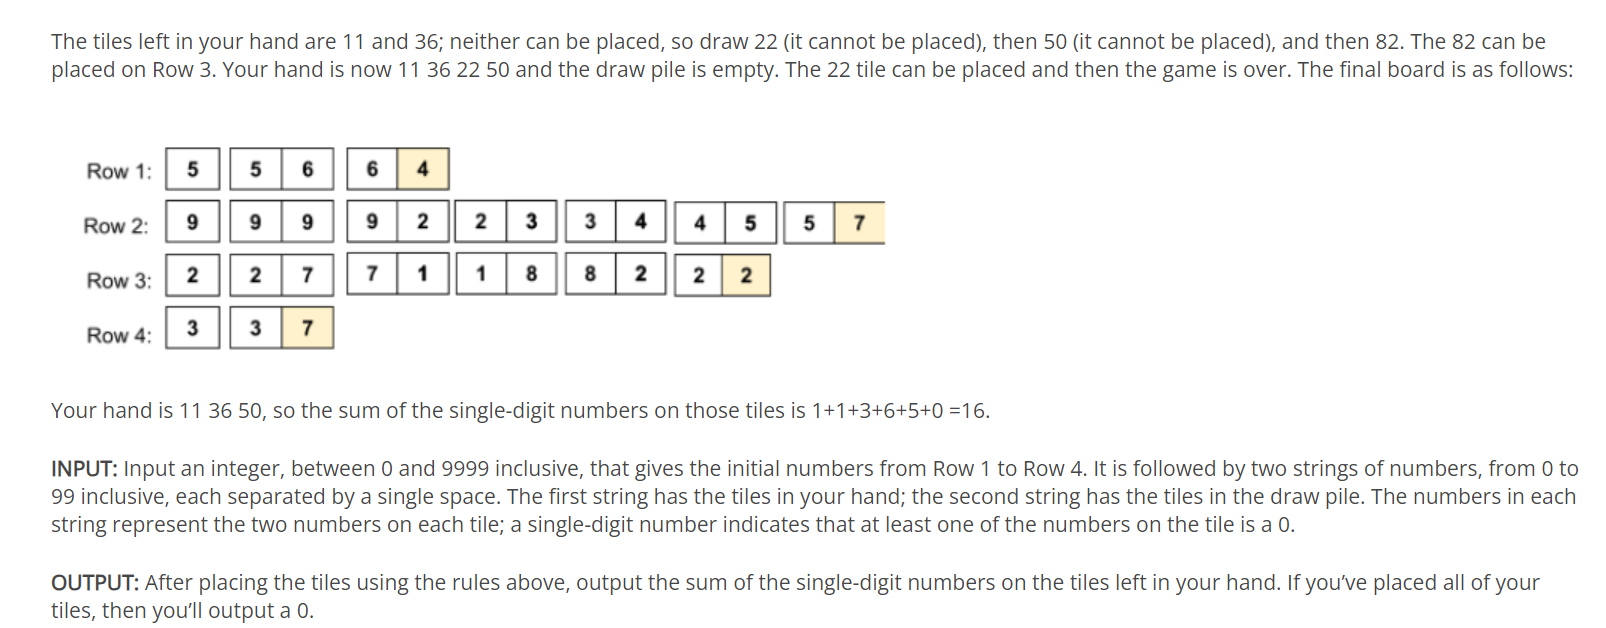 The tiles left in your hand are 11 and 36; neither can be placed, so draw 22 (it cannot be placed), then 50 (it cannot be placed), and then 82. The 82 can be
placed on Row 3. Your hand is now 11 36 22 50 and the draw pile is empty. The 22 tile can be placed and then the game is over. The final board is as follows:
Row 1: 5 5 6 6 4
Row 2: 9 9 9 9 2 2 3 3 4 4 5 5 7
Row 3: 2 2 7 7 1 1 8 8 2 2 2
Row 4: 3 3 7
Your hand is 11 36 50, so the sum of the single-digit numbers on those tiles is 1+1+3+6+5+0 =16.
INPUT: Input an integer, between 0 and 9999 inclusive, that gives the initial numbers from Row 1 to Row 4. It is followed by two strings of numbers, from 0 to
99 inclusive, each separated by a single space. The first string has the tiles in your hand; the second string has the tiles in the draw pile. The numbers in each
string represent the two numbers on each tile; a single-digit number indicates that at least one of the numbers on the tile is a 0.
OUTPUT: After placing the tiles using the rules above, output the sum of the single-digit numbers on the tiles left in your hand. If you’ve placed all of your
tiles, then you’ll output a 0.